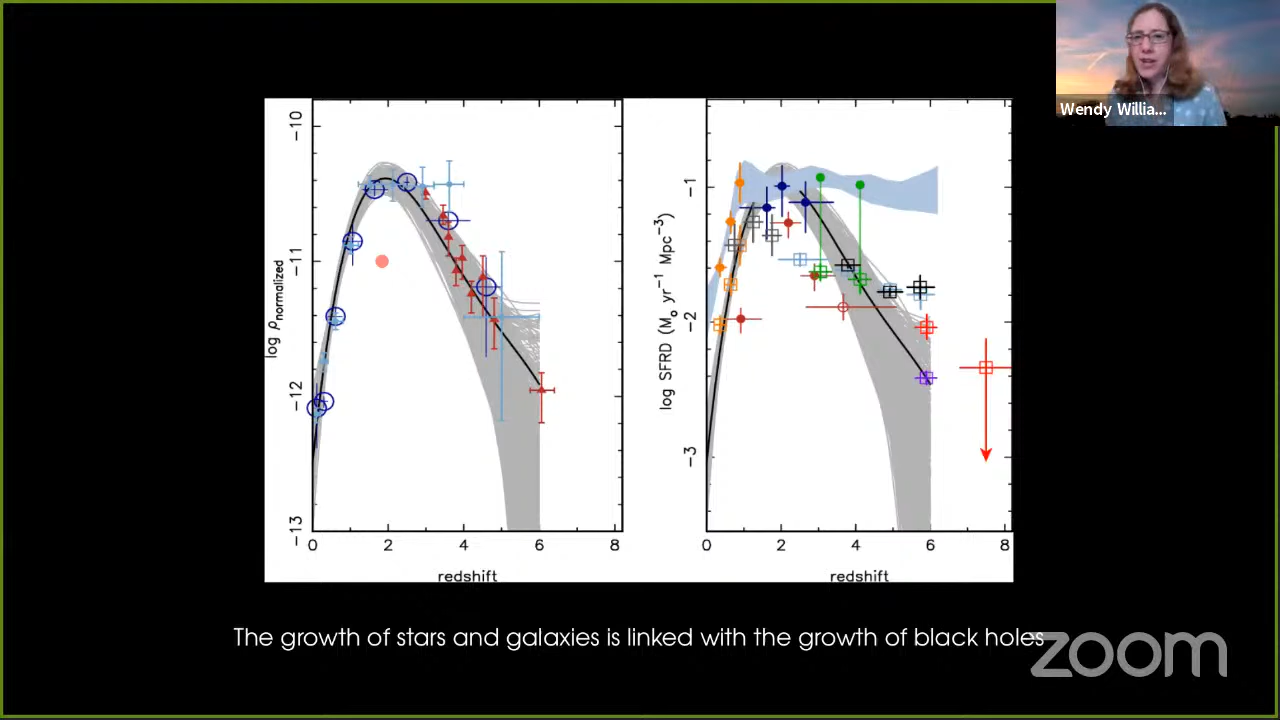 Wendy Willia...
-10
-11
-12
-13
log ρnormalized
0 2 4 6 8
redshift
-1
-2
-3
log SFRD (M⊙ yr⁻¹ Mpc⁻³)
0 2 4 6 8
redshift
The growth of stars and galaxies is linked with the growth of black holes
zoom